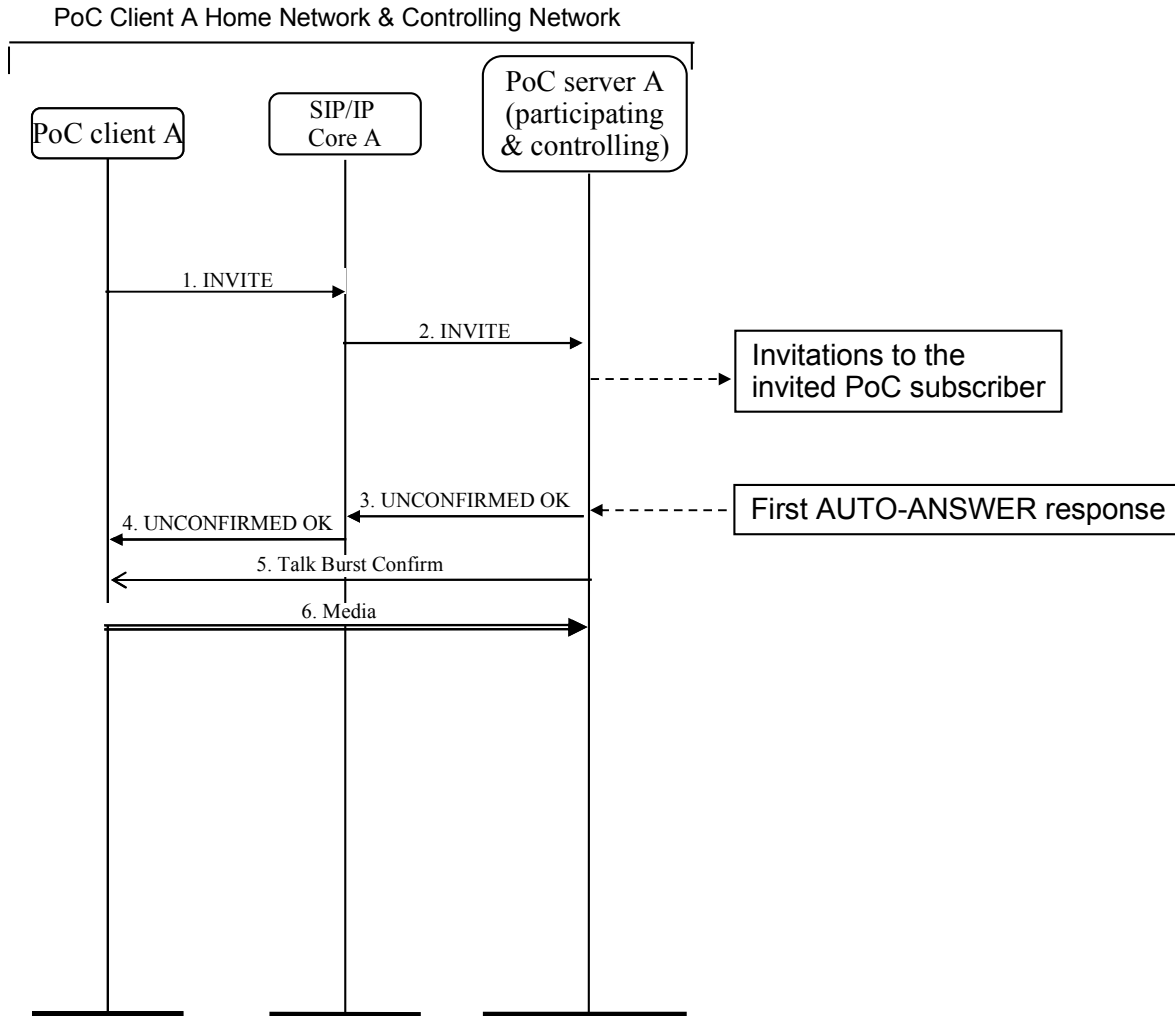 PoC Client A Home Network & Controlling Network
PoC client A
SIP/IP
Core A
PoC server A
(participating
& controlling)
1. INVITE
2. INVITE
Invitations to the
invited PoC subscriber
3. UNCONFIRMED OK
First AUTO-ANSWER response
4. UNCONFIRMED OK
5. Talk Burst Confirm
6. Media